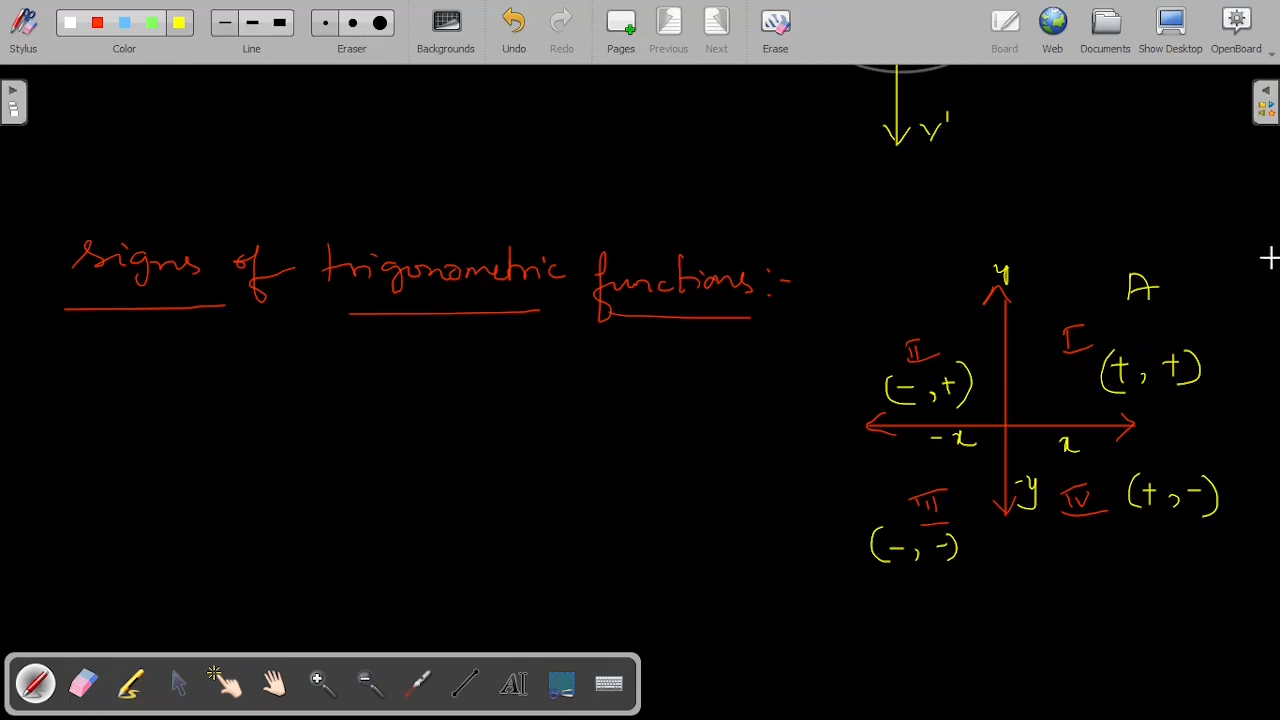 Stylus
Color
Line
Eraser
Backgrounds
Undo
Redo
Pages
Previous
Next
Erase
Board
Web
Documents
Show Desktop
OpenBoard
y'
signs of trigonometric functions :-
y
A
II
I
(-, +)
(+, +)
-x
x
III
-y
IV
(+, -)
(-, -)
AI